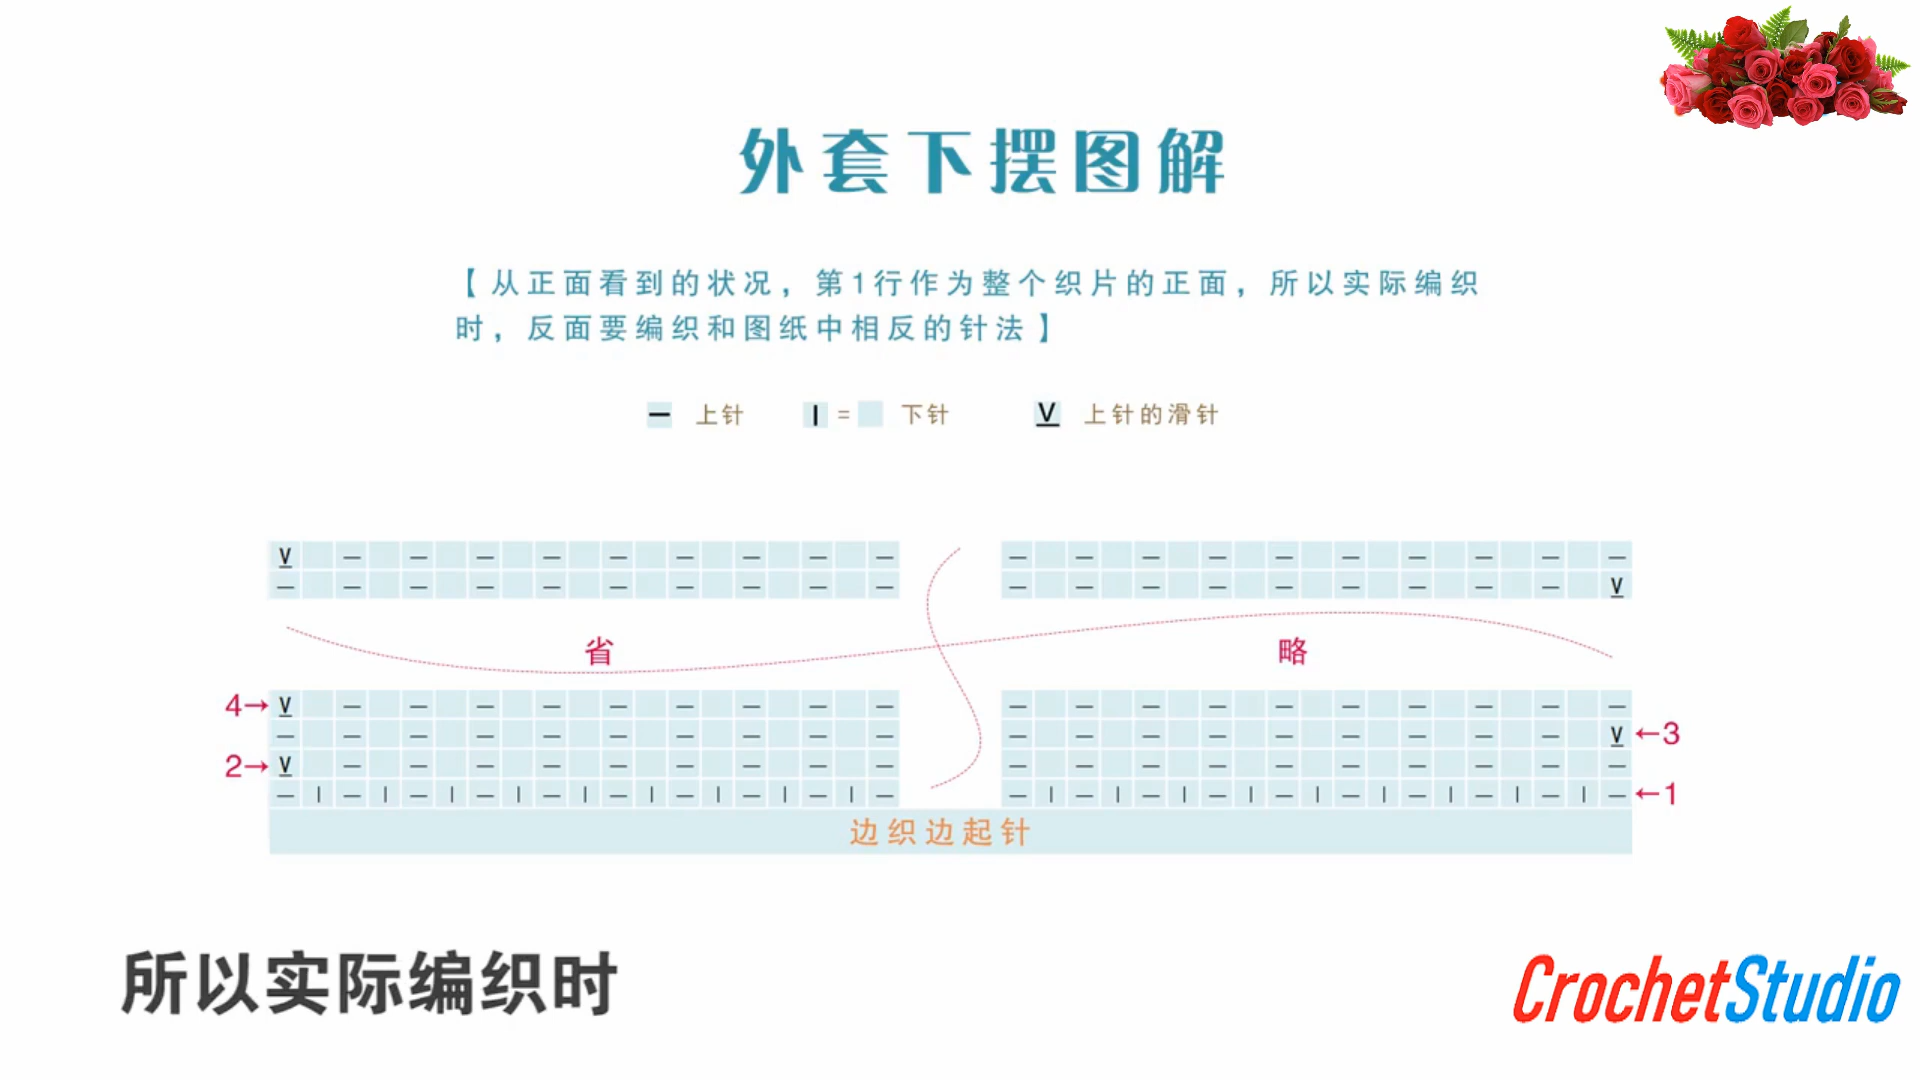 外套下摆图解
【从正面看到的状况，第1行作为整个织片的正面，所以实际编织
时，反面要编织和图纸中相反的针法】
— 上针 I = 下针 V 上针的滑针
省 略
4→
←3
2→
←1
边织边起针
所以实际编织时
CrochetStudio